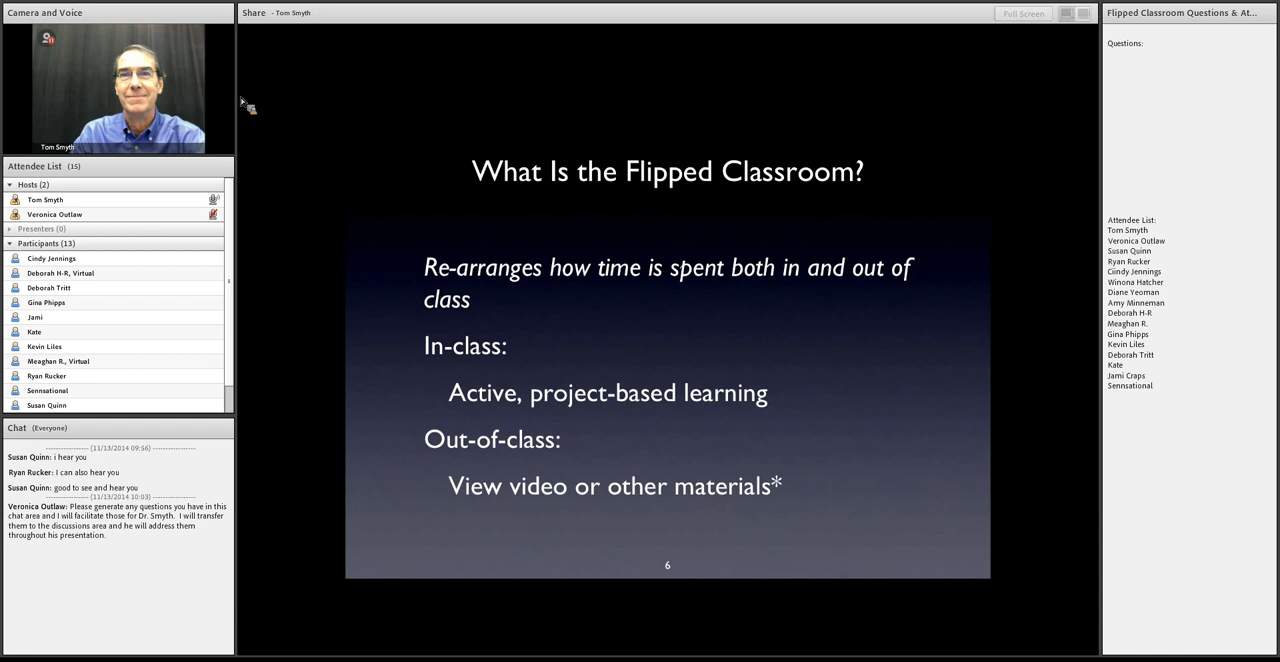 Camera and Voice
Tom Smyth
Attendee List (15)
Hosts (2)
Tom Smyth
Veronica Outlaw
Presenters (0)
Participants (13)
Cindy Jennings
Deborah H-R, Virtual
Deborah Tritt
Gina Phipps
Jami
Kate
Kevin Liles
Meaghan R., Virtual
Ryan Rucker
Sennsational
Susan Quinn
Chat (Everyone)
----------------- (11/13/2014 09:56) -----------------
Susan Quinn: i hear you
Ryan Rucker: I can also hear you
Susan Quinn: good to see and hear you
----------------- (11/13/2014 10:03) -----------------
Veronica Outlaw: Please generate any questions you have in this
chat area and I will facilitate those for Dr. Smyth. I will transfer
them to the discussions area and he will address them
throughout his presentation.
Share - Tom Smyth
Full Screen
What Is the Flipped Classroom?
Re-arranges how time is spent both in and out of
class
In-class:
Active, project-based learning
Out-of-class:
View video or other materials*
6
Flipped Classroom Questions & At...
Questions:
Attendee List:
Tom Smyth
Veronica Outlaw
Susan Quinn
Ryan Rucker
Ciindy Jennings
Winona Hatcher
Diane Yeoman
Amy Minneman
Deborah H-R
Meaghan R.
Gina Phipps
Kevin Liles
Deborah Tritt
Kate
Jami Craps
Sennsational